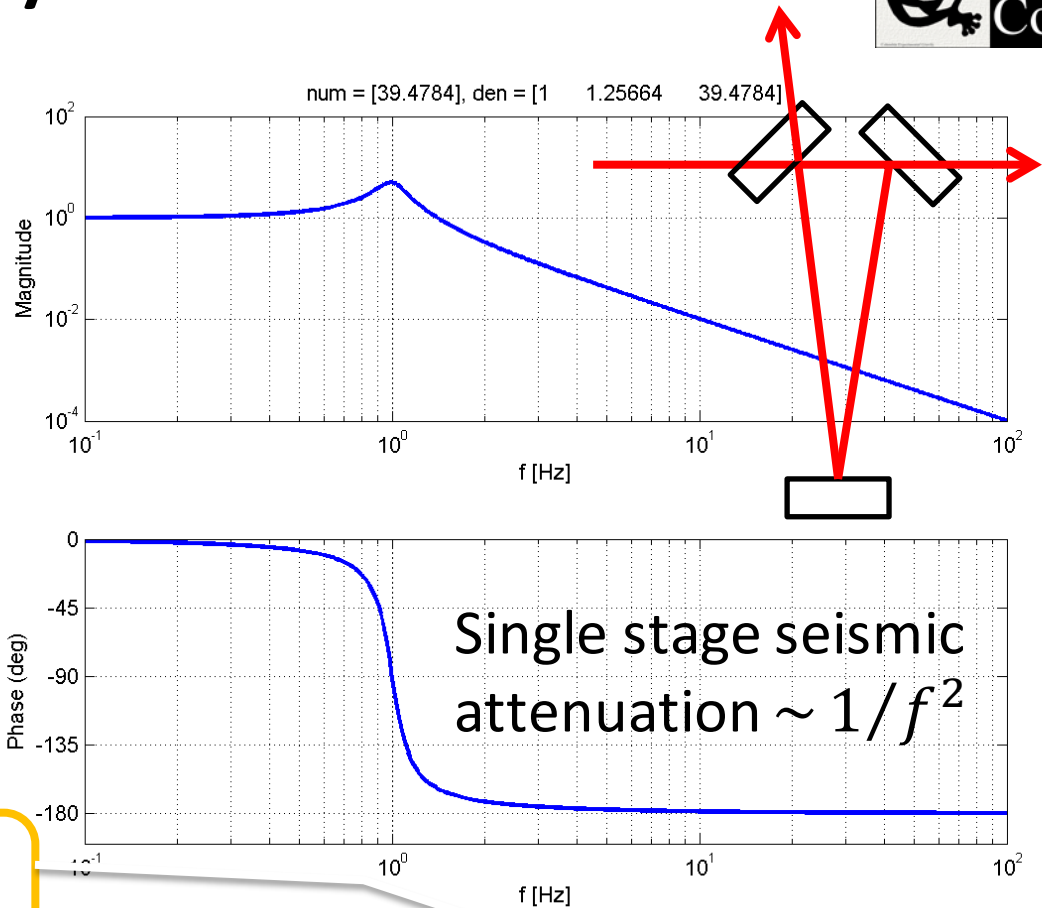 num = [39.4784], den = [1 1.25664 39.4784]
10^2
10^0
10^-2
10^-4
Magnitude
10^-1 10^0 10^1 10^2
f [Hz]
0
-45
-90
-135
-180
Phase (deg)
Single stage seismic
attenuation ~ 1/f^2
10^0 10^1 10^2
f [Hz]